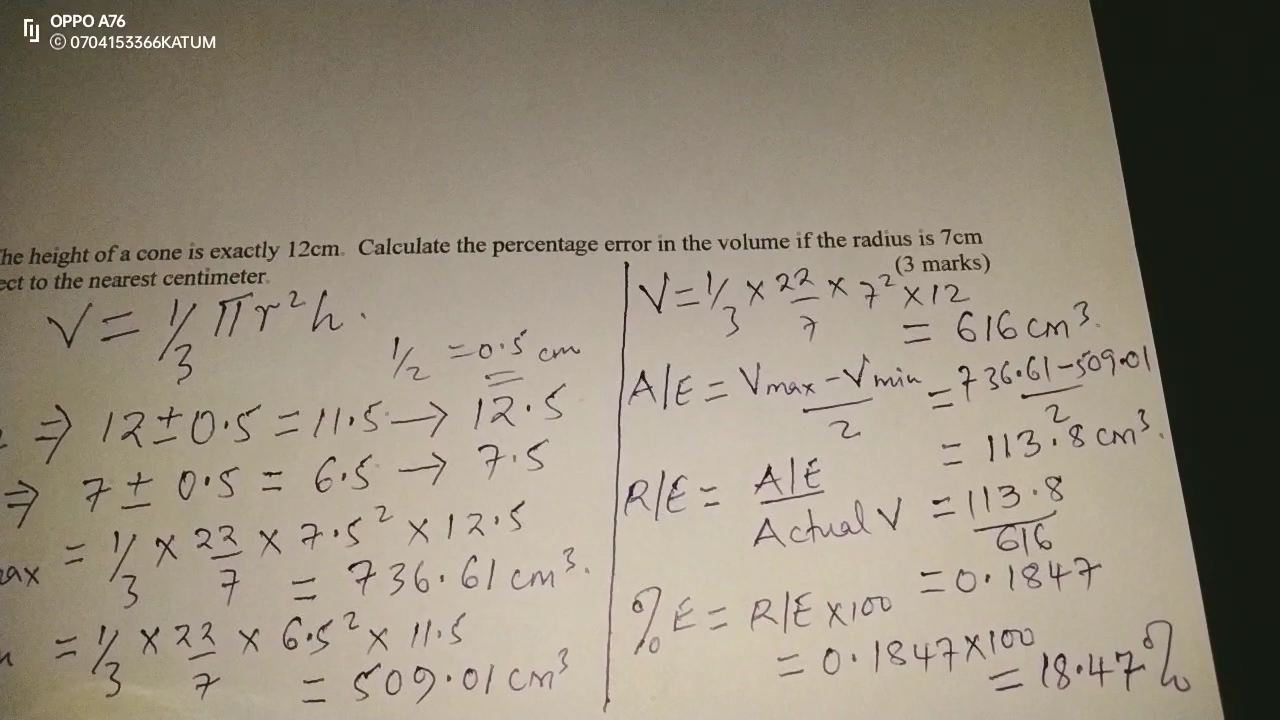 OPPO A76
© 0704153366KATUM
he height of a cone is exactly 12cm. Calculate the percentage error in the volume if the radius is 7cm
ect to the nearest centimeter.
(3 marks)
V = 1/3 πr²h.
1/2 = 0.5 cm
⇒ 12 ± 0.5 = 11.5 → 12.5
⇒ 7 ± 0.5 = 6.5 → 7.5
ax = 1/3 × 22/7 × 7.5² × 12.5
= 736.61 cm³.
= 1/3 × 22/7 × 6.5² × 11.5
= 509.01 cm³
V = 1/3 × 22/7 × 7² × 12
= 616 cm³.
A/E = Vmax - Vmin / 2 = 736.61 - 509.01 / 2
= 113.8 cm³.
R/E = A/E / Actual V = 113.8 / 616
= 0.1847
% E = R/E × 100
= 0.1847 × 100
= 18.47%